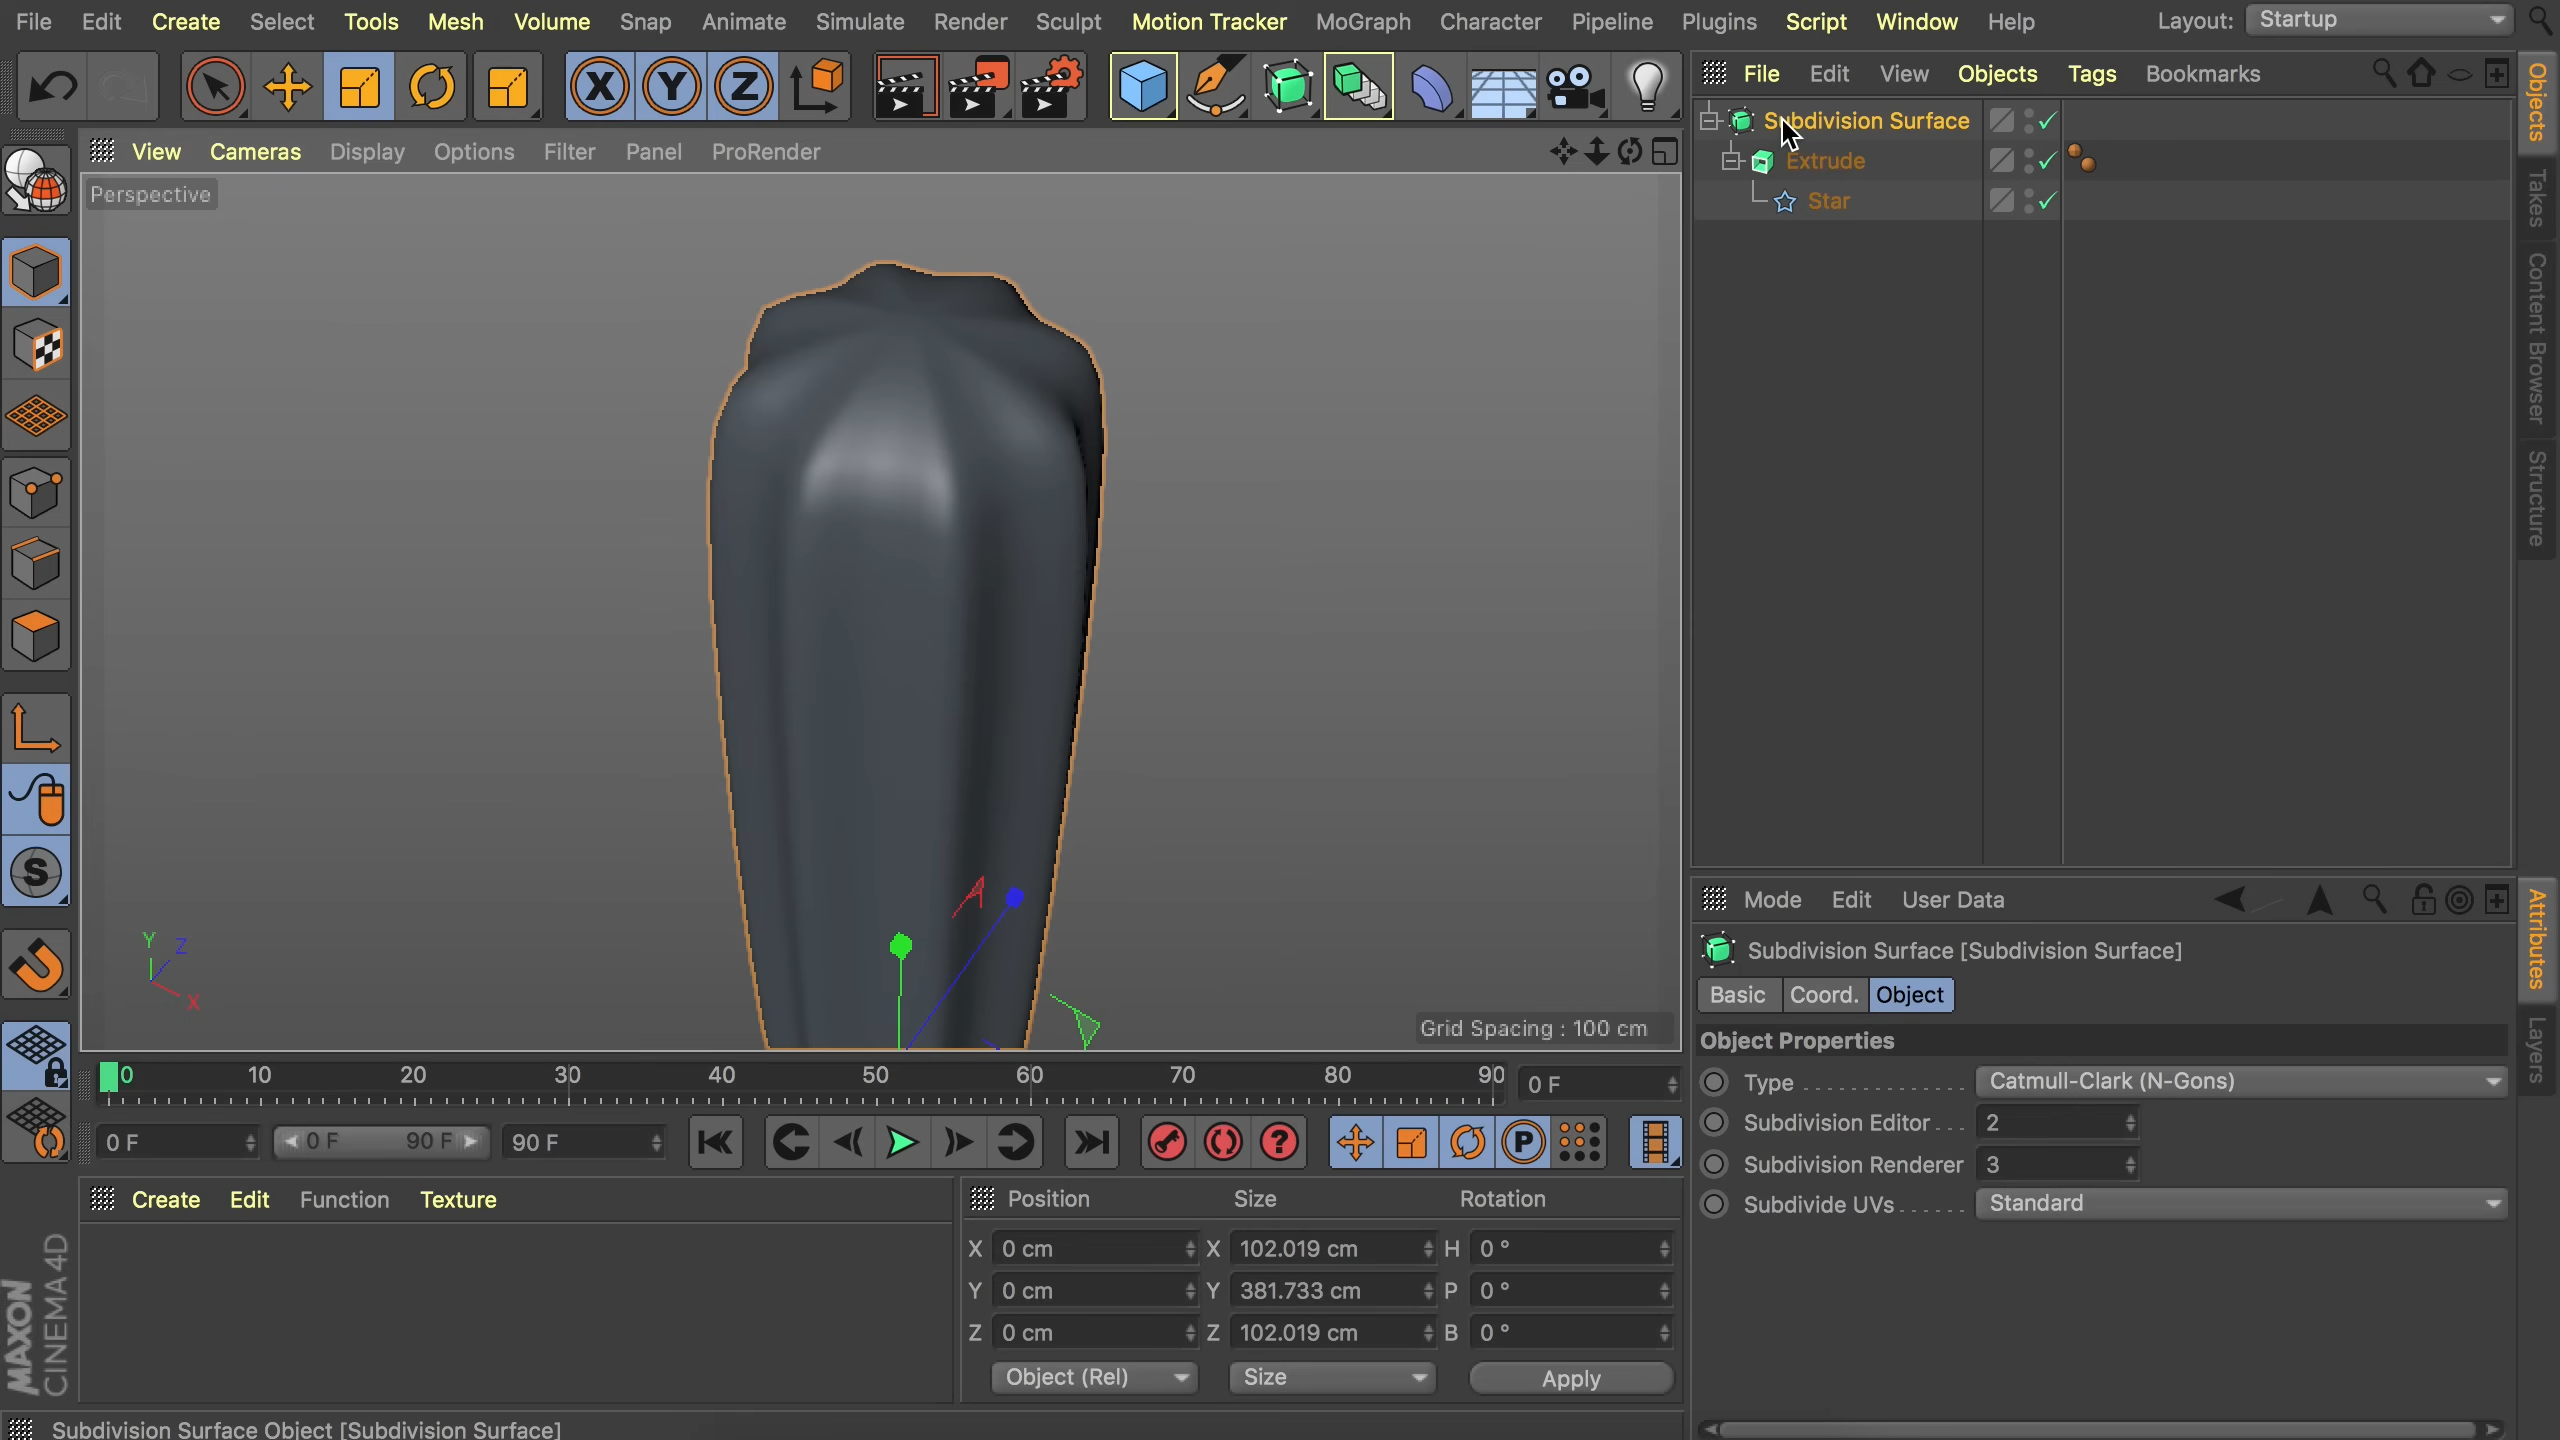 File Edit Create Select Tools Mesh Volume Snap Animate Simulate Render Sculpt Motion Tracker MoGraph Character Pipeline Plugins Script Window Help Layout: Startup
X Y Z
File Edit View Objects Tags Bookmarks
View Cameras Display Options Filter Panel ProRender
Perspective
Subdivision Surface
Extrude
Star
Objects
Takes
Content Browser
Structure
Y Z
X
Grid Spacing : 100 cm
S
0 10 20 30 40 50 60 70 80 90 0 F
0 F 0 F 90 F 90 F ? P
Create Edit Function Texture
Position Size Rotation
X 0 cm X 102.019 cm H 0 °
Y 0 cm Y 381.733 cm P 0 °
Z 0 cm Z 102.019 cm B 0 °
Object (Rel) Size Apply
MAXON
CINEMA 4D
Subdivision Surface Object [Subdivision Surface]
Mode Edit User Data
Subdivision Surface [Subdivision Surface]
Basic Coord. Object
Object Properties
Type Catmull-Clark (N-Gons)
Subdivision Editor 2
Subdivision Renderer 3
Subdivide UVs Standard
Attributes
Layers